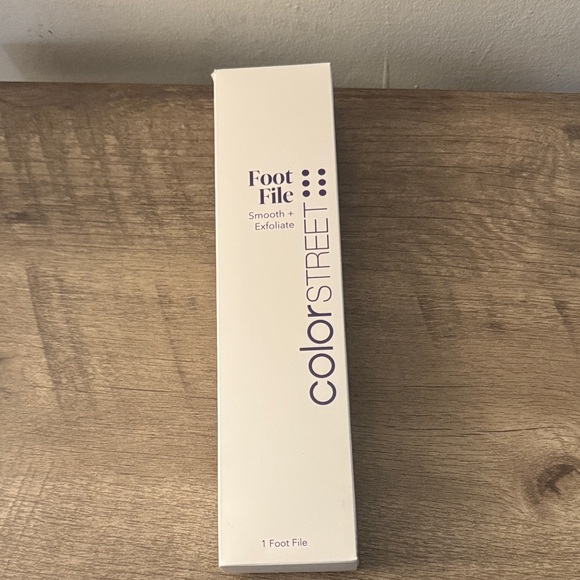 Foot
File
Smooth +
Exfoliate
colorSTREET
1 Foot File